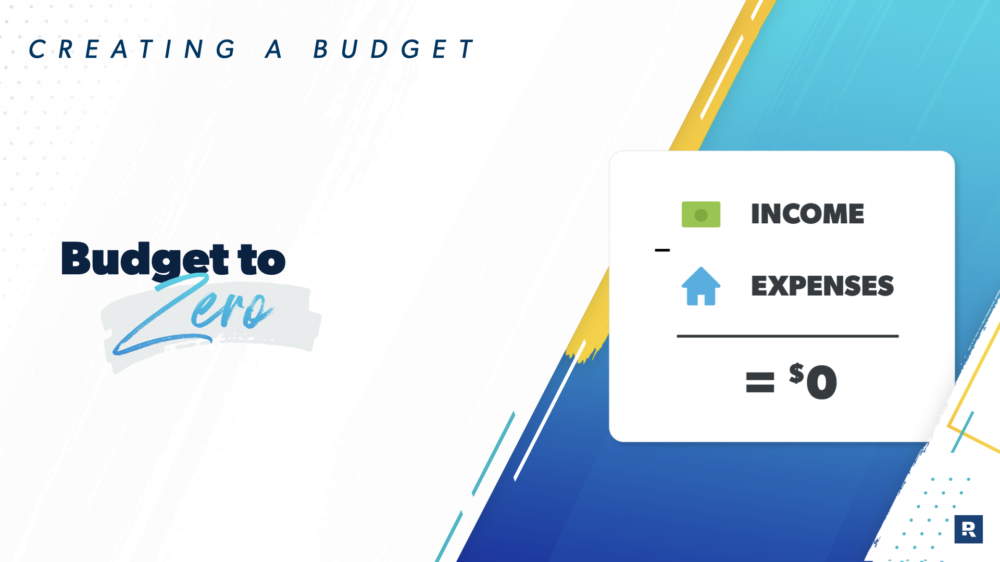 CREATING A BUDGET
Budget to
Zero
INCOME
–
EXPENSES
= $0
R